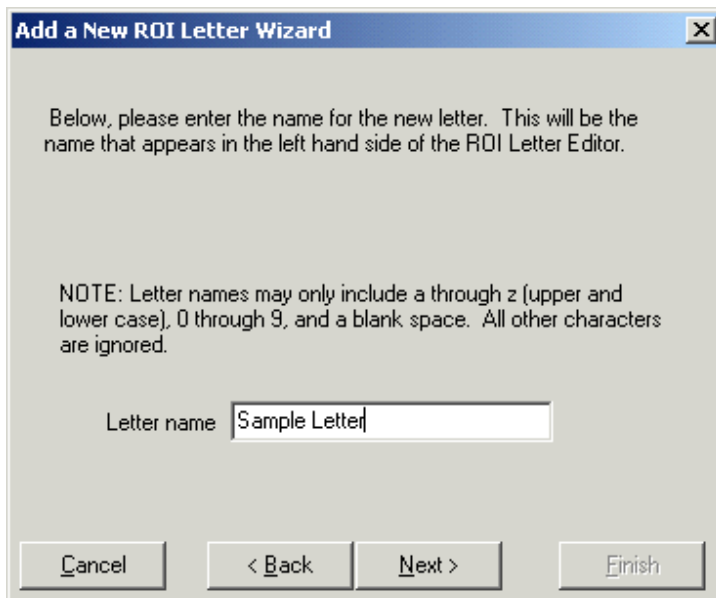 Add a New ROI Letter Wizard
Below, please enter the name for the new letter.  This will be the
name that appears in the left hand side of the ROI Letter Editor.
NOTE: Letter names may only include a through z (upper and
lower case), 0 through 9, and a blank space.  All other characters
are ignored.
Letter name Sample Letter
Cancel < Back Next > Finish